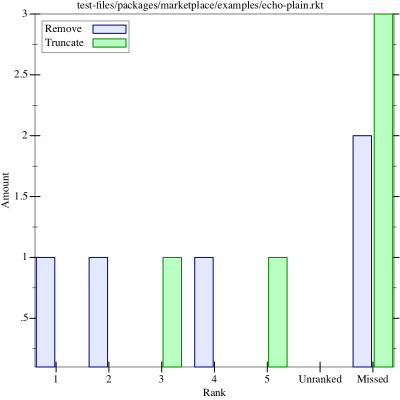 test-files/packages/marketplace/examples/echo-plain.rkt
Remove
Truncate
3
2.5
2
1.5
1
.5
Amount
1 2 3 4 5 Unranked Missed
Rank